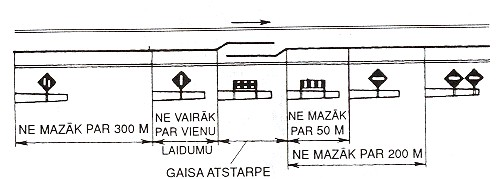 NE MAZĀK PAR 300 M
NE VAIRĀK
PAR VIENU
LAIDUMU
GAISA ATSTARPE
NE MAZĀK
PAR 50 M
NE MAZĀK PAR 200 M